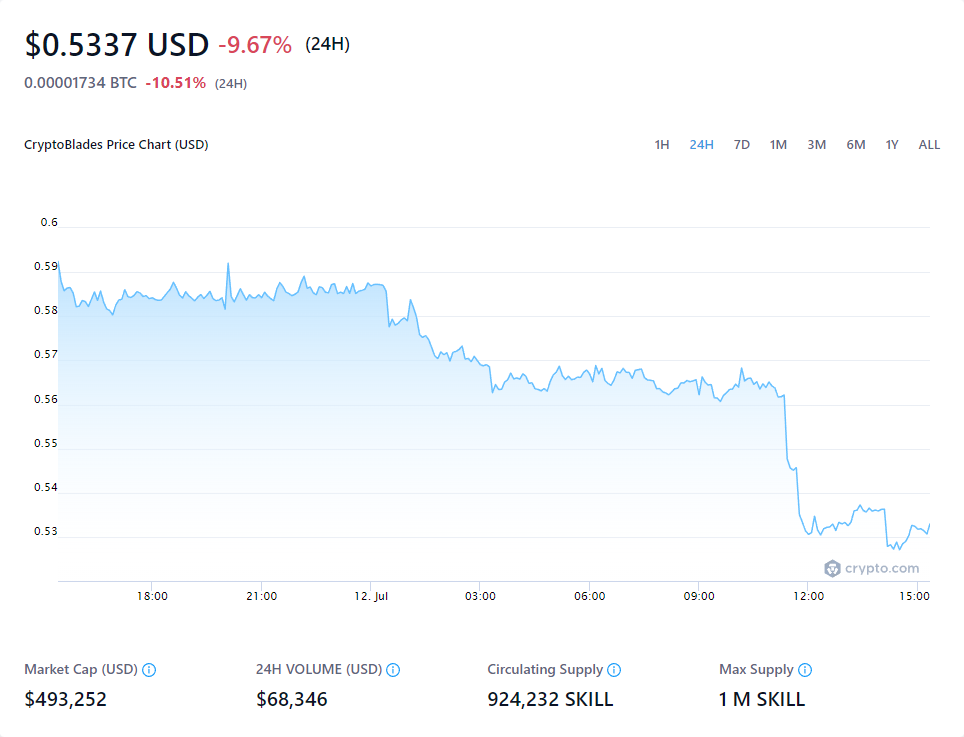 $0.5337 USD -9.67% (24H)
0.00001734 BTC -10.51% (24H)
CryptoBlades Price Chart (USD) 1H 24H 7D 1M 3M 6M 1Y ALL
0.6
0.59
0.58
0.57
0.56
0.55
0.54
0.53
crypto.com
18:00 21:00 12. Jul 03:00 06:00 09:00 12:00 15:00
Market Cap (USD) 24H VOLUME (USD) Circulating Supply Max Supply
$493,252 $68,346 924,232 SKILL 1 M SKILL